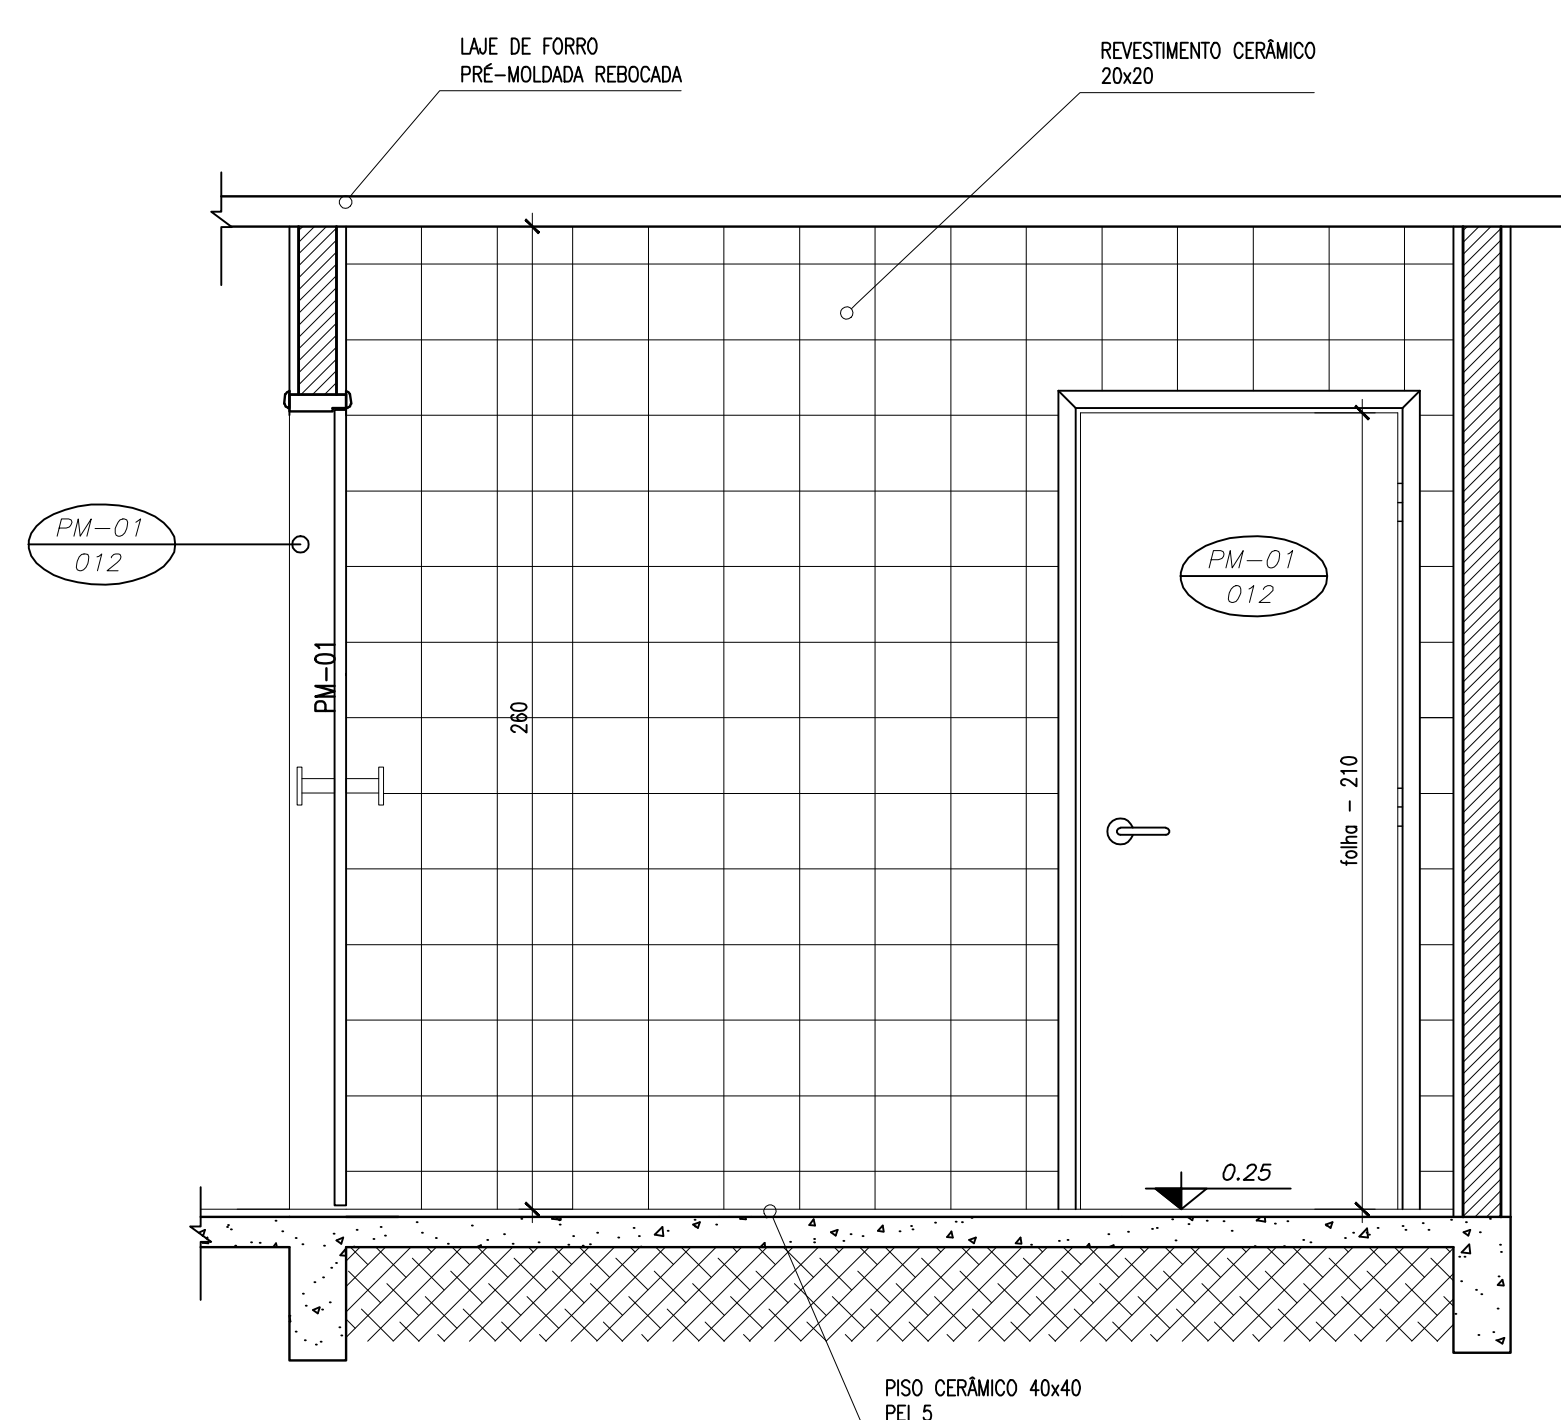 LAJE DE FORRO
PRÉ-MOLDADA REBOCADA
REVESTIMENTO CERÂMICO
20x20
PM-01
012
PM-01
012
PM-01
260
folha - 210
0.25
PISO CERÂMICO 40x40
PEI 5